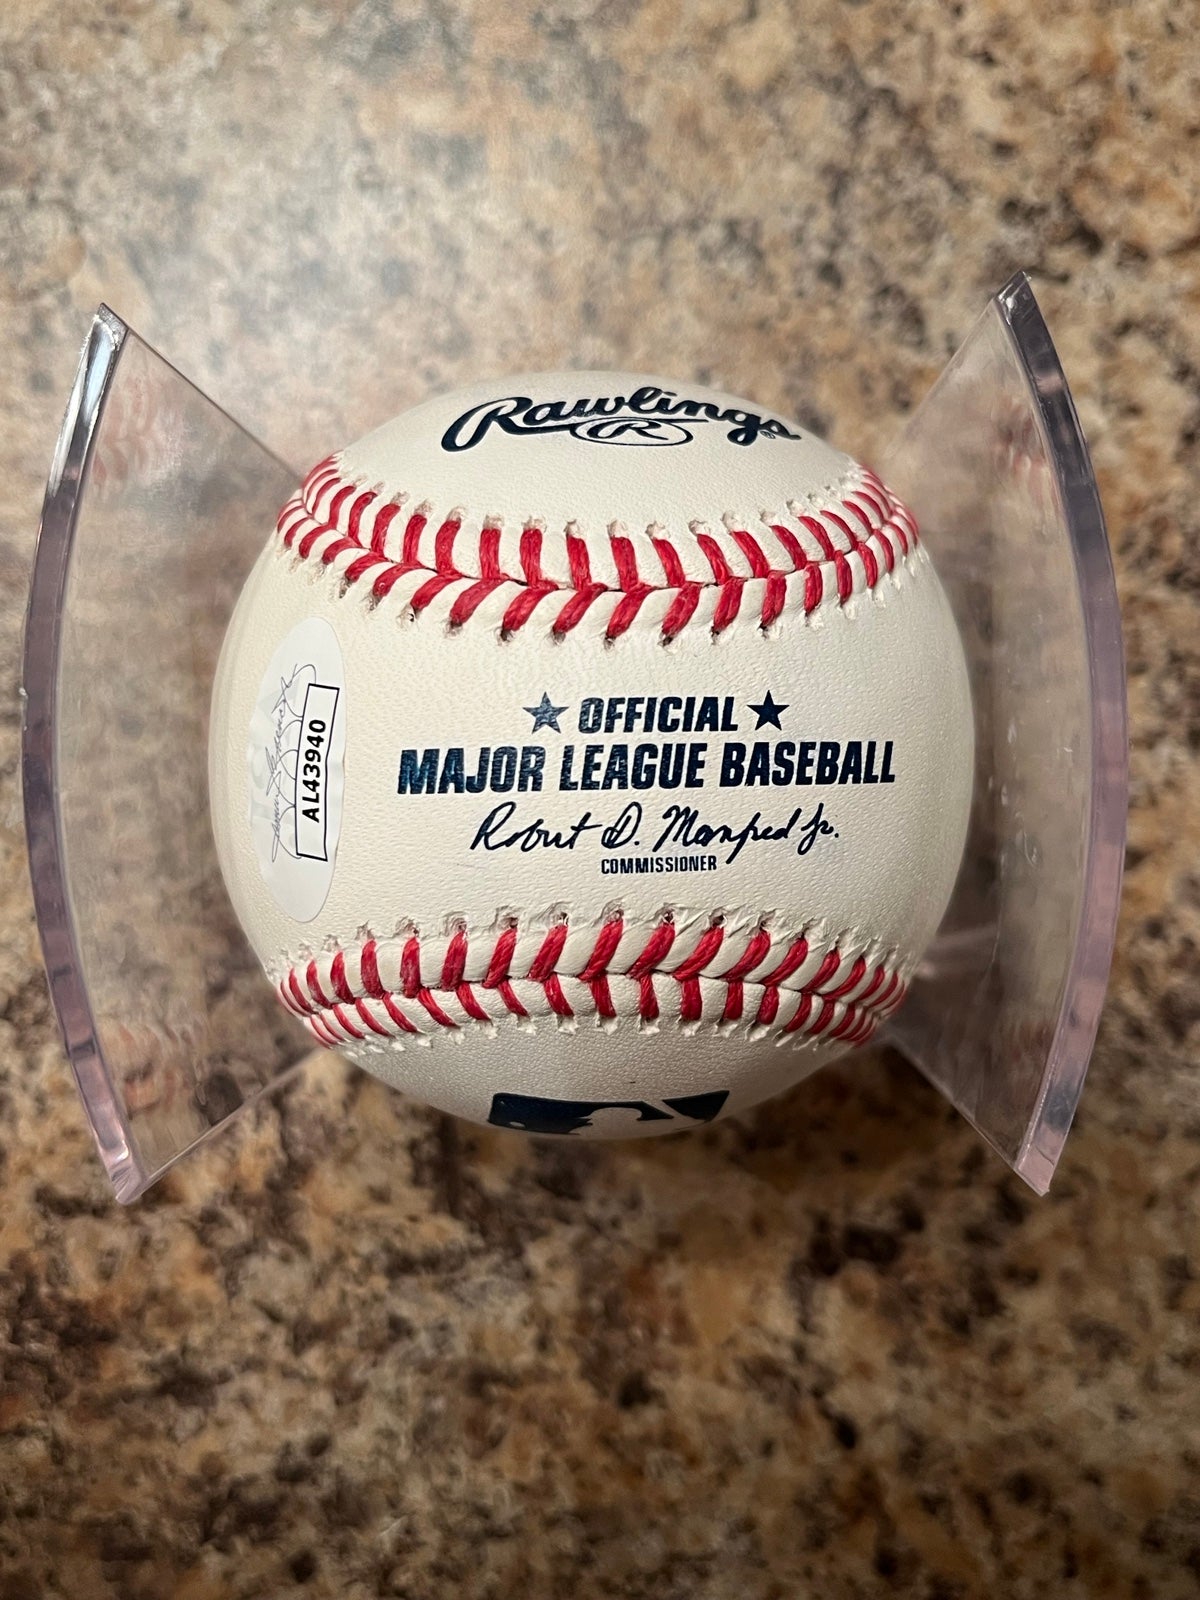 Rawlings
R
OFFICIAL
MAJOR LEAGUE BASEBALL
Robert D. Manfred Jr.
COMMISSIONER
AL43940